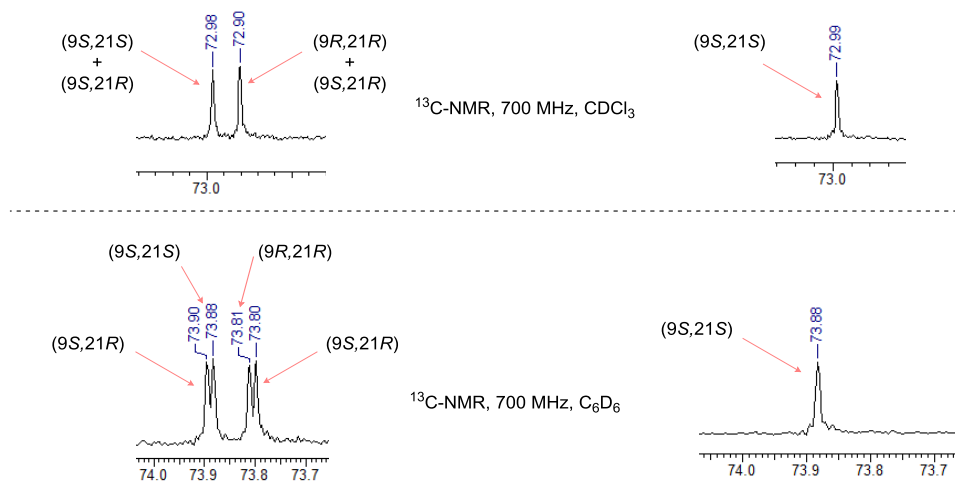 (9S,21S)
+
(9S,21R)
72.98
72.90
(9R,21R)
+
(9S,21R)
73.0
¹³C-NMR, 700 MHz, CDCl₃
(9S,21S)
72.99
73.0
(9S,21S)
(9R,21R)
(9S,21R)
73.90
73.88
73.81
73.80
(9S,21R)
74.0 73.9 73.8 73.7
¹³C-NMR, 700 MHz, C₆D₆
(9S,21S)
73.88
74.0 73.9 73.8 73.7